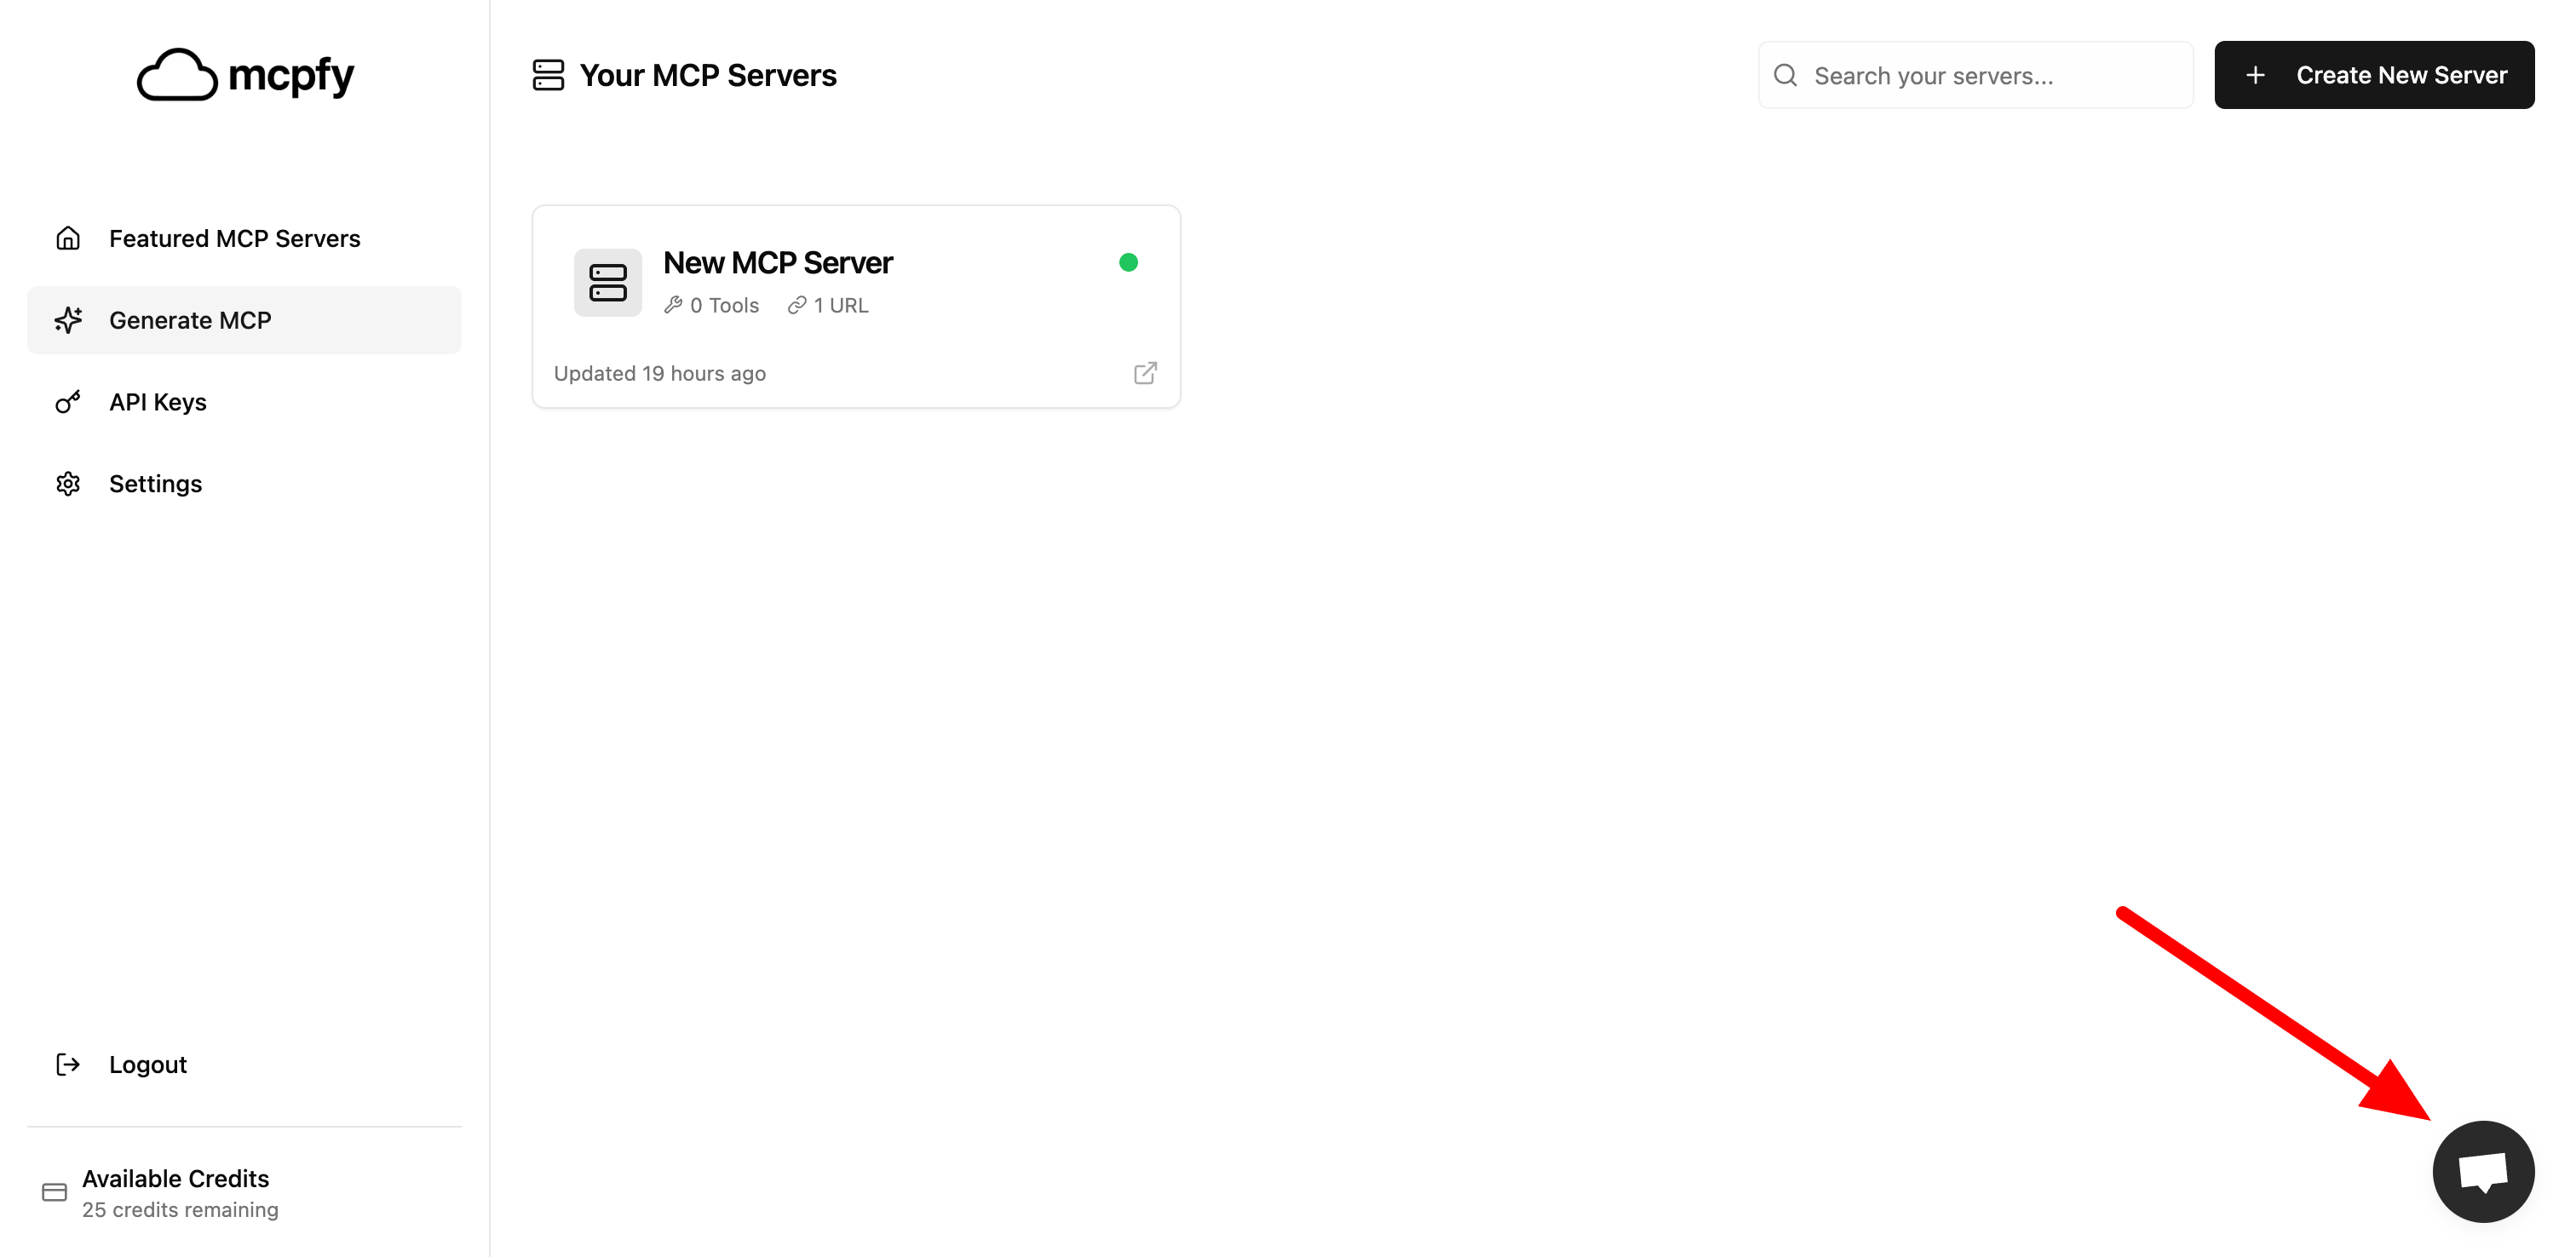 mcpfy
Featured MCP Servers
Generate MCP
API Keys
Settings
Logout
Available Credits
25 credits remaining
Your MCP Servers
Search your servers...
Create New Server
New MCP Server
0 Tools 1 URL
Updated 19 hours ago